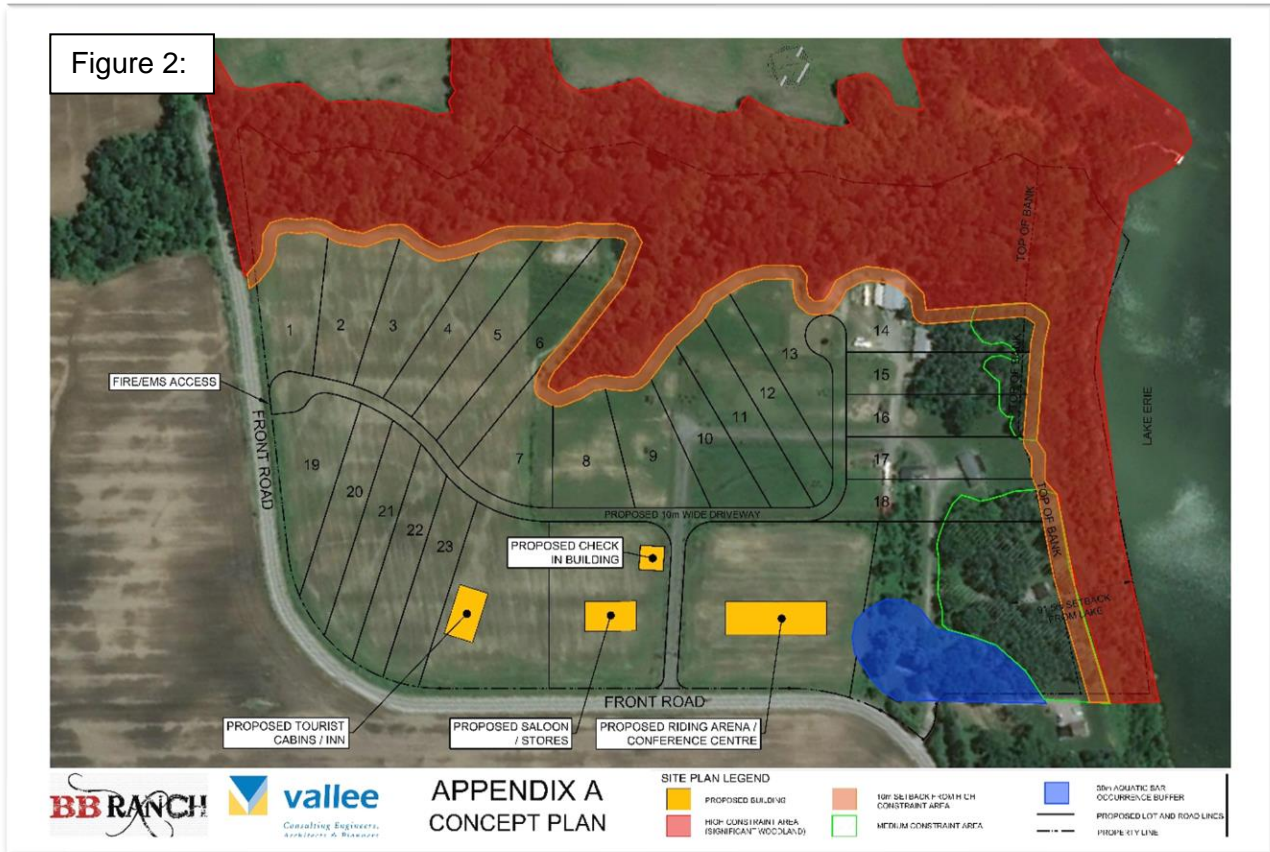 Figure 2:
TOP OF BANK
1
2
3
4
5
6
13
14
12
15
11
16
10
17
7
8
9
18
19
20
21
22
23
FIRE/EMS ACCESS
FRONT ROAD
LAKE ERIE
TOP OF BANK
PROPOSED 10m WIDE DRIVEWAY
PROPOSED CHECK
IN BUILDING
SETBACK
FROM LAKE
FRONT ROAD
PROPOSED TOURIST
CABINS / INN
PROPOSED SALOON
/ STORES
PROPOSED RIDING ARENA /
CONFERENCE CENTRE
BB RANCH
vallee
Consulting Engineers,
Architects & Planners
APPENDIX A
CONCEPT PLAN
SITE PLAN LEGEND
PROPOSED BUILDING
HIGH CONSTRAINT AREA
(SIGNIFICANT WOODLAND)
10m SETBACK FROM HIGH
CONSTRAINT AREA
MEDIUM CONSTRAINT AREA
AQUATIC SAR
OCCURRENCE BUFFER
PROPOSED LOT AND ROAD LINES
PROPERTY LINE